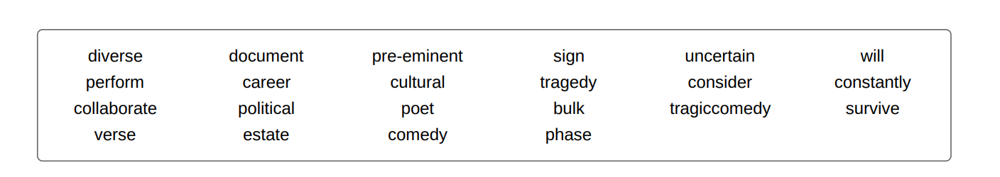 diverse document pre-eminent sign uncertain will
perform career cultural tragedy consider constantly
collaborate political poet bulk tragiccomedy survive
verse estate comedy phase